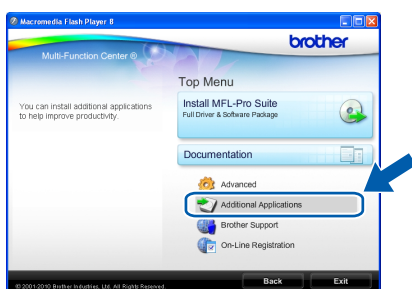 Macromedia Flash Player 8
brother
Multi-Function Center ®
Top Menu
You can install additional applications
to help improve productivity.
Install MFL-Pro Suite
Full Driver & Software Package
Documentation
Advanced
Additional Applications
Brother Support
On-Line Registration
© 2001-2010 Brother Industries, Ltd. All Rights Reserved.
Back
Exit